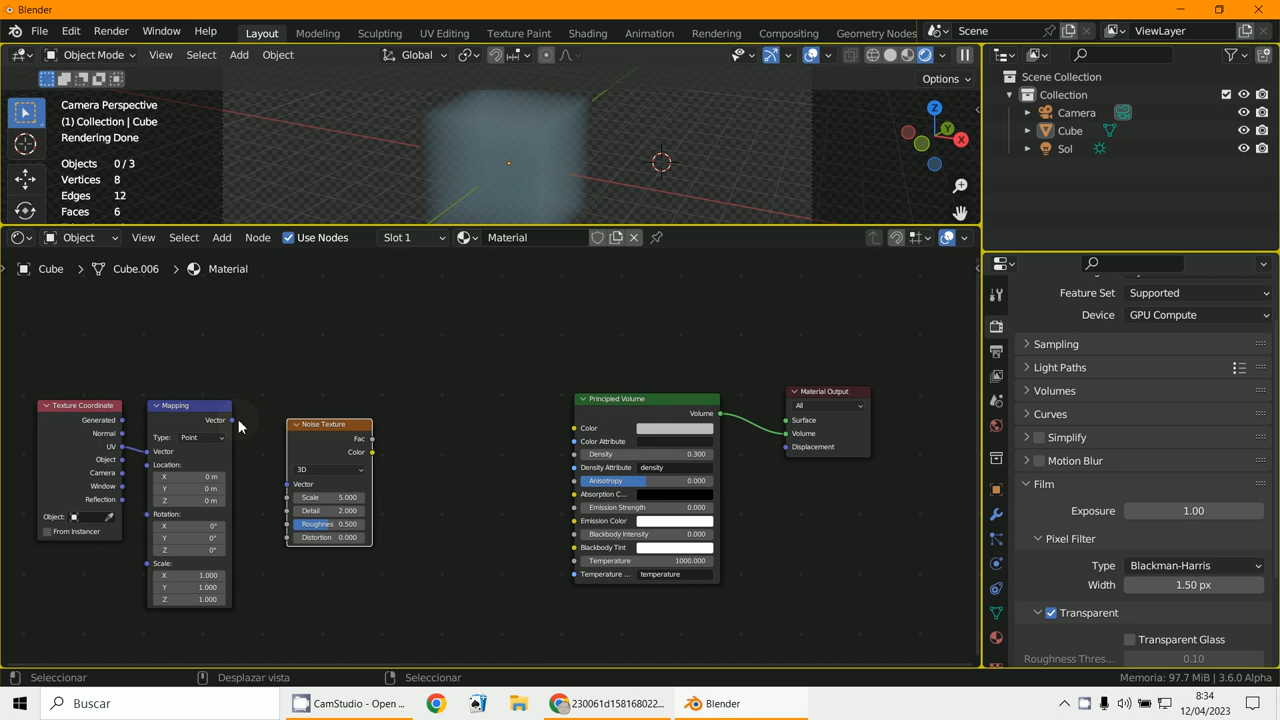 Blender
File Edit Render Window Help Layout Modeling Sculpting UV Editing Texture Paint Shading Animation Rendering Compositing Geometry Nodes Scene ViewLayer
Object Mode View Select Add Object Global
Options
Camera Perspective
(1) Collection | Cube
Rendering Done
Objects 0/3
Vertices 8
Edges 12
Faces 6
Z
Y
X
Scene Collection
Collection
Camera
Cube
Sol
Object View Select Add Node Use Nodes Slot 1 Material
Cube > Cube.006 > Material
Texture Coordinate
Generated
Normal
UV
Object
Camera
Window
Reflection
Object:
From Instancer
Mapping
Vector
Type: Point
Vector
Location:
X 0 m
Y 0 m
Z 0 m
Rotation:
X 0°
Y 0°
Z 0°
Scale:
X 1.000
Y 1.000
Z 1.000
Noise Texture
Fac
Color
3D
Vector
Scale 5.000
Detail 2.000
Roughnes 0.500
Distortion 0.000
Principled Volume
Volume
Color
Color Attribute
Density 0.300
Density Attribute density
Anisotropy 0.000
Absorption C...
Emission Strength 0.000
Emission Color
Blackbody Intensity 0.000
Blackbody Tint
Temperature 1000.000
Temperature ... temperature
Material Output
All
Surface
Volume
Displacement
Feature Set Supported
Device GPU Compute
Sampling
Light Paths
Volumes
Curves
Simplify
Motion Blur
Film
Exposure 1.00
Pixel Filter
Type Blackman-Harris
Width 1.50 px
Transparent
Transparent Glass
Roughness Thres... 0.10
Seleccionar Desplazar vista Seleccionar Memoria: 97.7 MiB | 3.6.0 Alpha
Buscar CamStudio - Open ... 230061d158168022... Blender 8:34
12/04/2023